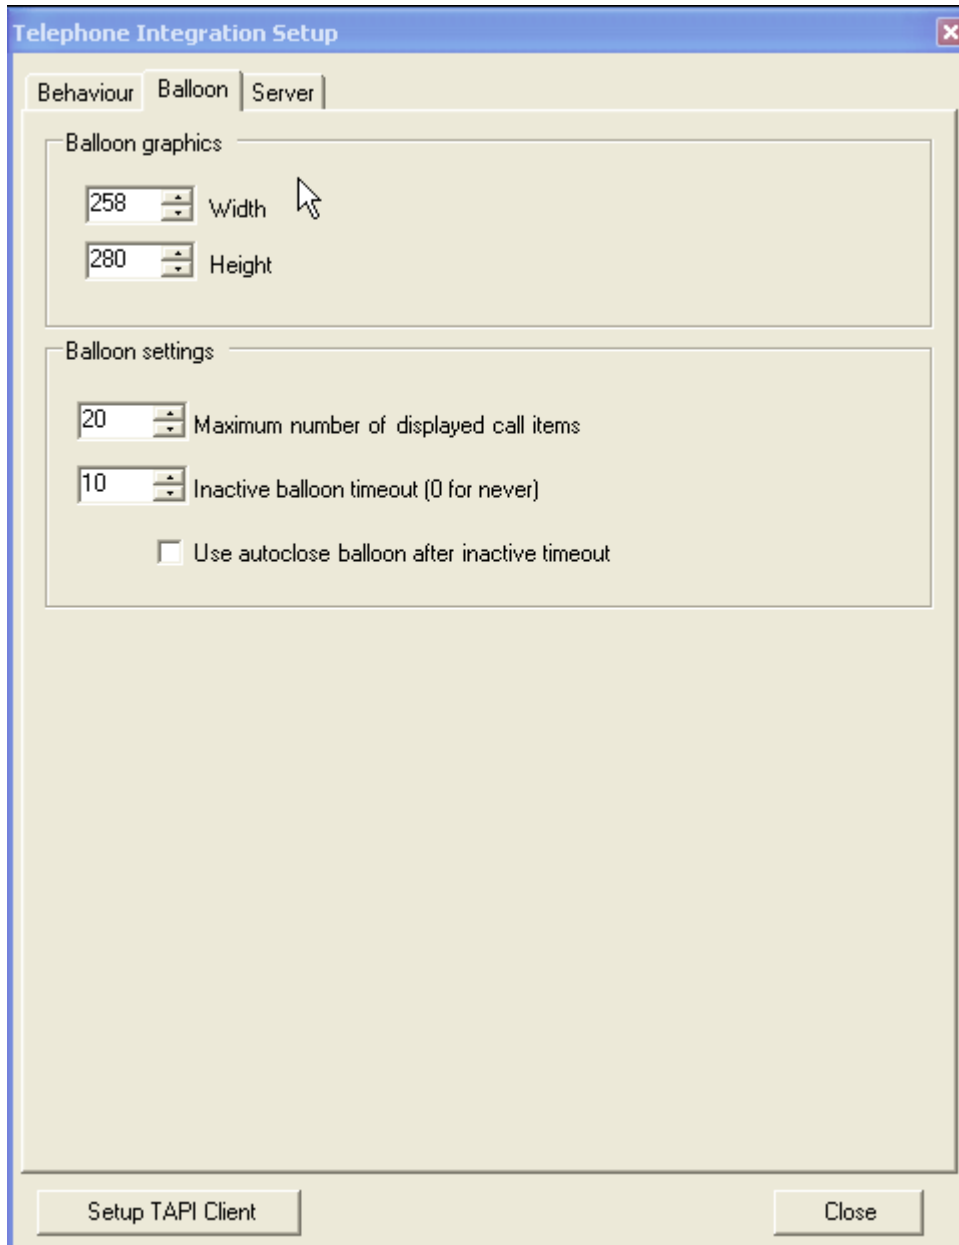 Telephone Integration Setup
Behaviour Balloon Server
Balloon graphics
258 Width
280 Height
Balloon settings
20 Maximum number of displayed call items
10 Inactive balloon timeout (0 for never)
Use autoclose balloon after inactive timeout
Setup TAPI Client Close